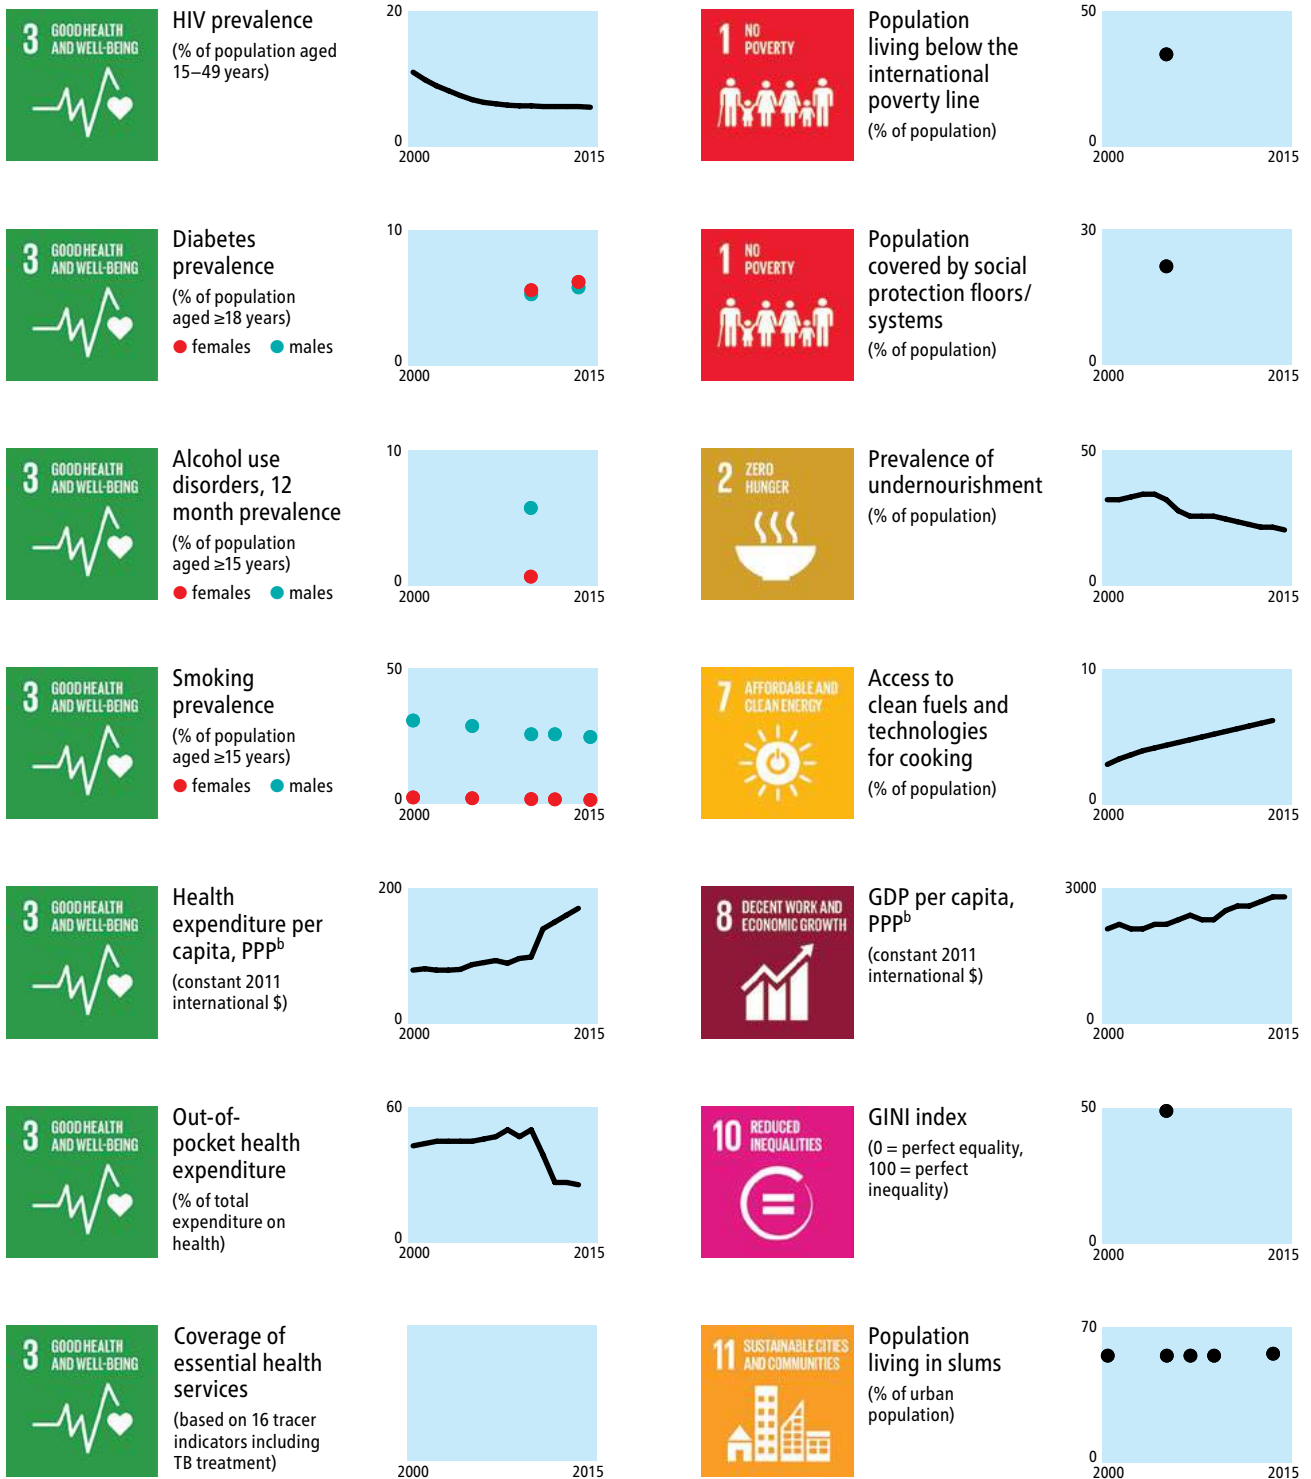 3 GOOD HEALTH
AND WELL-BEING
HIV prevalence
(% of population aged
15–49 years)
20
0
2000 2015
1 NO
POVERTY
Population
living below the
international
poverty line
(% of population)
50
0
2000 2015
3 GOOD HEALTH
AND WELL-BEING
Diabetes
prevalence
(% of population
aged ≥18 years)
females males
10
0
2000 2015
1 NO
POVERTY
Population
covered by social
protection floors/
systems
(% of population)
30
0
2000 2015
3 GOOD HEALTH
AND WELL-BEING
Alcohol use
disorders, 12
month prevalence
(% of population
aged ≥15 years)
females males
10
0
2000 2015
2 ZERO
HUNGER
Prevalence of
undernourishment
(% of population)
50
0
2000 2015
3 GOOD HEALTH
AND WELL-BEING
Smoking
prevalence
(% of population
aged ≥15 years)
females males
50
0
2000 2015
7 AFFORDABLE AND
CLEAN ENERGY
Access to
clean fuels and
technologies
for cooking
(% of population)
10
0
2000 2015
3 GOOD HEALTH
AND WELL-BEING
Health
expenditure per
capita, PPPᵇ
(constant 2011
international $)
200
0
2000 2015
8 DECENT WORK AND
ECONOMIC GROWTH
GDP per capita,
PPPᵇ
(constant 2011
international $)
3000
0
2000 2015
3 GOOD HEALTH
AND WELL-BEING
Out-of-
pocket health
expenditure
(% of total
expenditure on
health)
60
0
2000 2015
10 REDUCED
INEQUALITIES
GINI index
(0 = perfect equality,
100 = perfect
inequality)
50
0
2000 2015
3 GOOD HEALTH
AND WELL-BEING
Coverage of
essential health
services
(based on 16 tracer
indicators including
TB treatment)
2000 2015
11 SUSTAINABLE CITIES
AND COMMUNITIES
Population
living in slums
(% of urban
population)
70
0
2000 2015